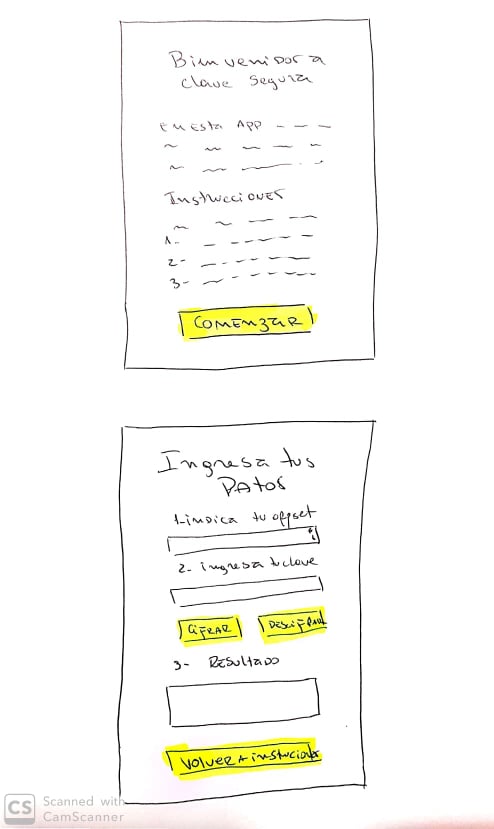 Bienvenidos a
clave segura
En esta App
Instrucciones
1-
2-
3-
COMENZAR
Ingresa tus
DAtos
1-indica tu offset
2- ingresa tu clave
CIFRAR DESCIFRAR
3- Resultado
Volver A instrucciones
CS Scanned with
CamScanner